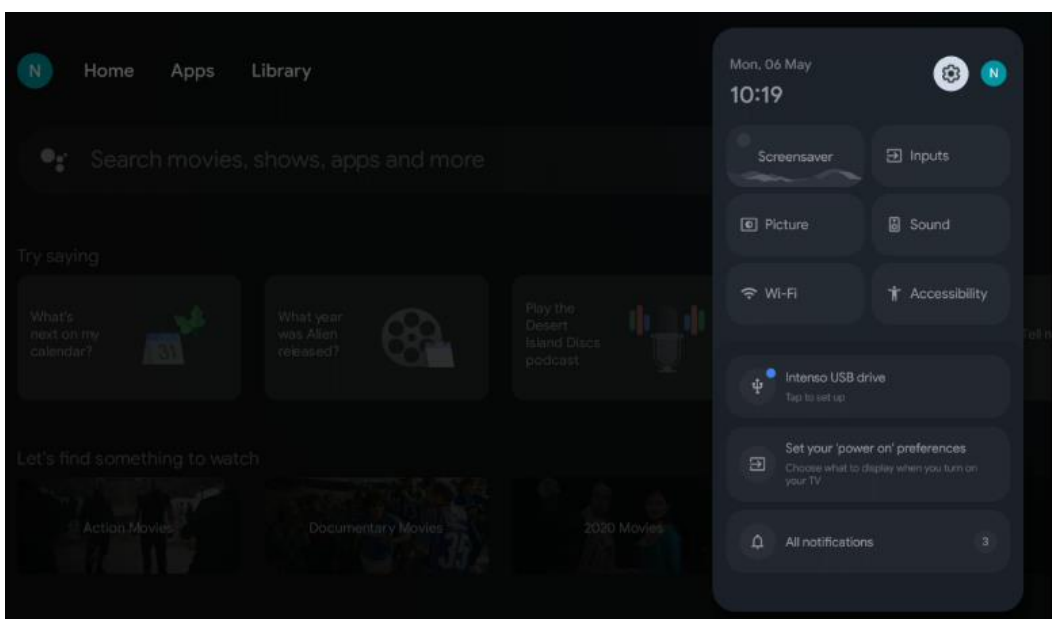 N
Home
Apps
Library
Search movies, shows, apps and more
Try saying
What's
next on my
calendar?
31
What year
was Alien
released?
Play the
Desert
Island Discs
podcast
Tell
Let's find something to watch
Action Movies
Documentary Movies
35
2020 Movies
Mon, 06 May
10:19
N
Screensaver
Inputs
Picture
Sound
Wi-Fi
Accessibility
Intenso USB drive
Tap to set up
Set your 'power on' preferences
Choose what to display when you turn on
your TV
All notifications
3